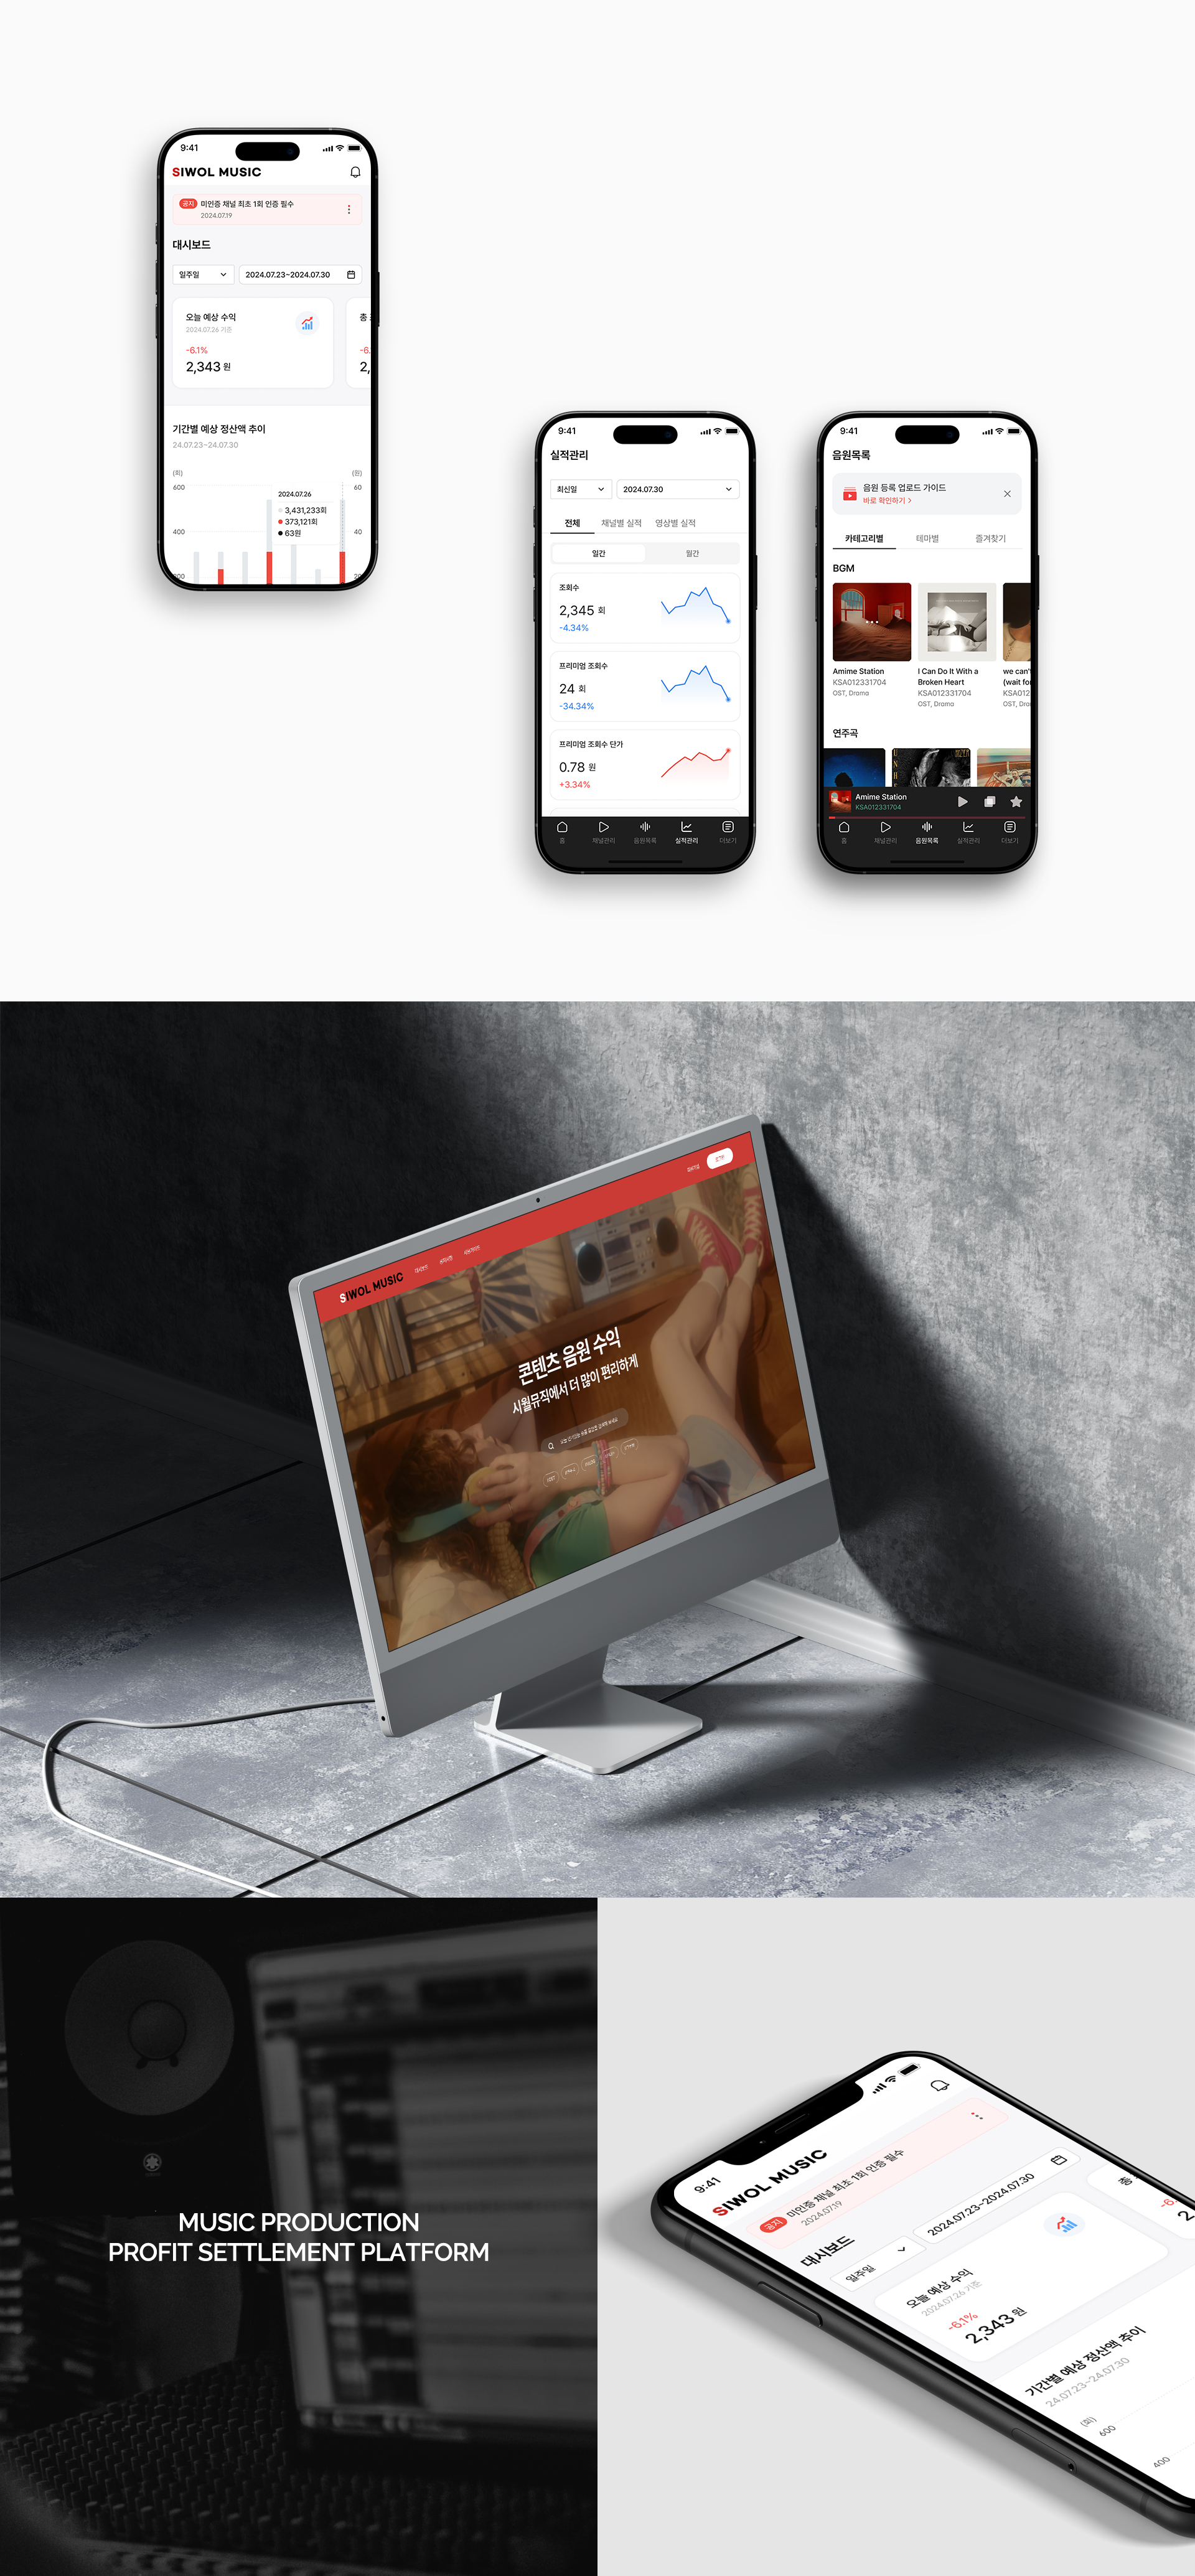 9:41
SIWOL MUSIC
공지 미인증 채널 최초 1회 인증 필수
2024.07.19
대시보드
일주일 2024.07.23~2024.07.30
오늘 예상 수익
2024.07.26 기준
-6.1%
2,343 원
총
-6.
2,
기간별 예상 정산액 추이
24.07.23~24.07.30
(회) (원)
600 60
2024.07.26
3,431,233회
373,121회
63원
400 40
9:41
실적관리
최신일 2024.07.30
전체 채널별 실적 영상별 실적
일간 월간
조회수
2,345 회
-4.34%
프리미엄 조회수
24 회
-34.34%
프리미엄 조회수 단가
0.78 원
+3.34%
홈 채널관리 음원목록 실적관리 더보기
9:41
음원목록
음원 등록 업로드 가이드
바로 확인하기 >
카테고리별 테마별 즐겨찾기
BGM
Amime Station
KSA012331704
OST, Drama
I Can Do It With a
Broken Heart
KSA012331704
OST, Drama
we can't
(wait for
KSA012
OST, Dra
연주곡
Amime Station
KSA012331704
홈 채널관리 음원목록 실적관리 더보기
SIWOL MUSIC
콘텐츠 음원 수익
시월뮤직에서 더 많이 편리하게
MUSIC PRODUCTION
PROFIT SETTLEMENT PLATFORM
9:41
SIWOL MUSIC
공지 미인증 채널 최초 1회 인증 필수
2024.07.19
대시보드
일주일 2024.07.23~2024.07.30
오늘 예상 수익
2024.07.26 기준
-6.1%
2,343 원
총
-6.
2
기간별 예상 정산액 추이
24.07.23~24.07.30
(회)
600
400